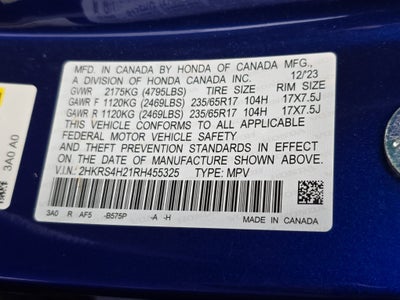 MFD. IN CANADA BY HONDA OF CANADA MFG.,
A DIVISION OF HONDA CANADA INC. 12/23
GVWR 2175KG (4795LBS) TIRE SIZE RIM SIZE
GAWR F 1120KG (2469LBS) 235/65R17 104H 17X7.5J
GAWR R 1120KG (2469LBS) 235/65R17 104H 17X7.5J
THIS VEHICLE CONFORMS TO ALL APPLICABLE
FEDERAL MOTOR VEHICLE SAFETY
AND THEFT PREVENTION STANDARDS IN EFFECT
ON THE DATE OF MANUFACTURE SHOWN ABOVE.
V.I.N.: 2HKRS4H21RH455325 TYPE: MPV
3A0 R AF5 -B575P -A -H
MADE IN CANADA
3A0 A0